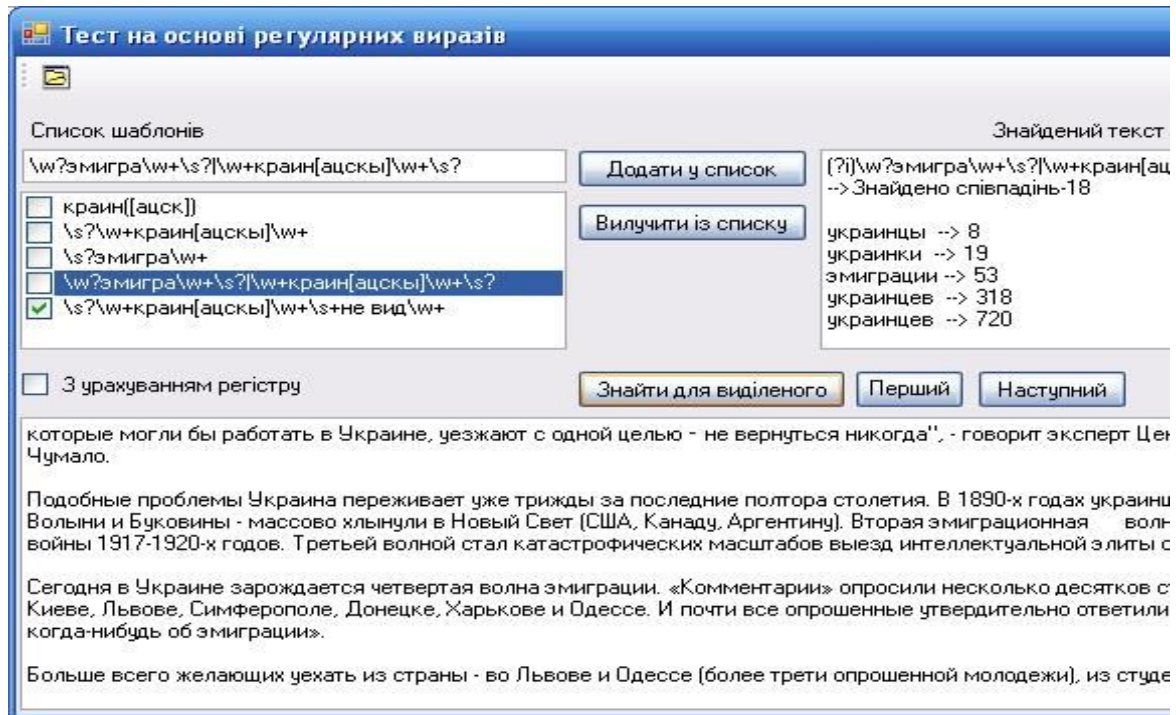 Тест на основі регулярних виразів
Список шаблонів
Знайдений текст
\w?эмигра\w+\s?|\w+краин[ацскы]\w+\s?
Додати у список
(?i)\w?эмигра\w+\s?|\w+краин[ац
-->Знайдено співпадінь-18
краин([ацск])
\s?\w+краин[ацскы]\w+
\s?эмигра\w+
\w?эмигра\w+\s?|\w+краин[ацскы]\w+\s?
\s?\w+краин[ацскы]\w+\s+не вид\w+
Вилучити із списку
украинцы --> 8
украинки --> 19
эмиграции --> 53
украинцев --> 318
украинцев --> 720
З урахуванням регістру
Знайти для виділеного
Перший
Наступний
которые могли бы работать в Украине, уезжают с одной целью - не вернуться никогда", - говорит эксперт Цен
Чумало.
Подобные проблемы Украина переживает уже трижды за последние полтора столетия. В 1890-х годах украинц
Волыни и Буковины - массово хлынули в Новый Свет (США, Канаду, Аргентину). Вторая эмиграционная волн
войны 1917-1920-х годов. Третьей волной стал катастрофических масштабов выезд интеллектуальной элиты с
Сегодня в Украине зарождается четвертая волна эмиграции. «Комментарии» опросили несколько десятков с
Киеве, Львове, Симферополе, Донецке, Харькове и Одессе. И почти все опрошенные утвердительно ответили
когда-нибудь об эмиграции».
Больше всего желающих уехать из страны - во Львове и Одессе (более трети опрошенной молодежи), из студе